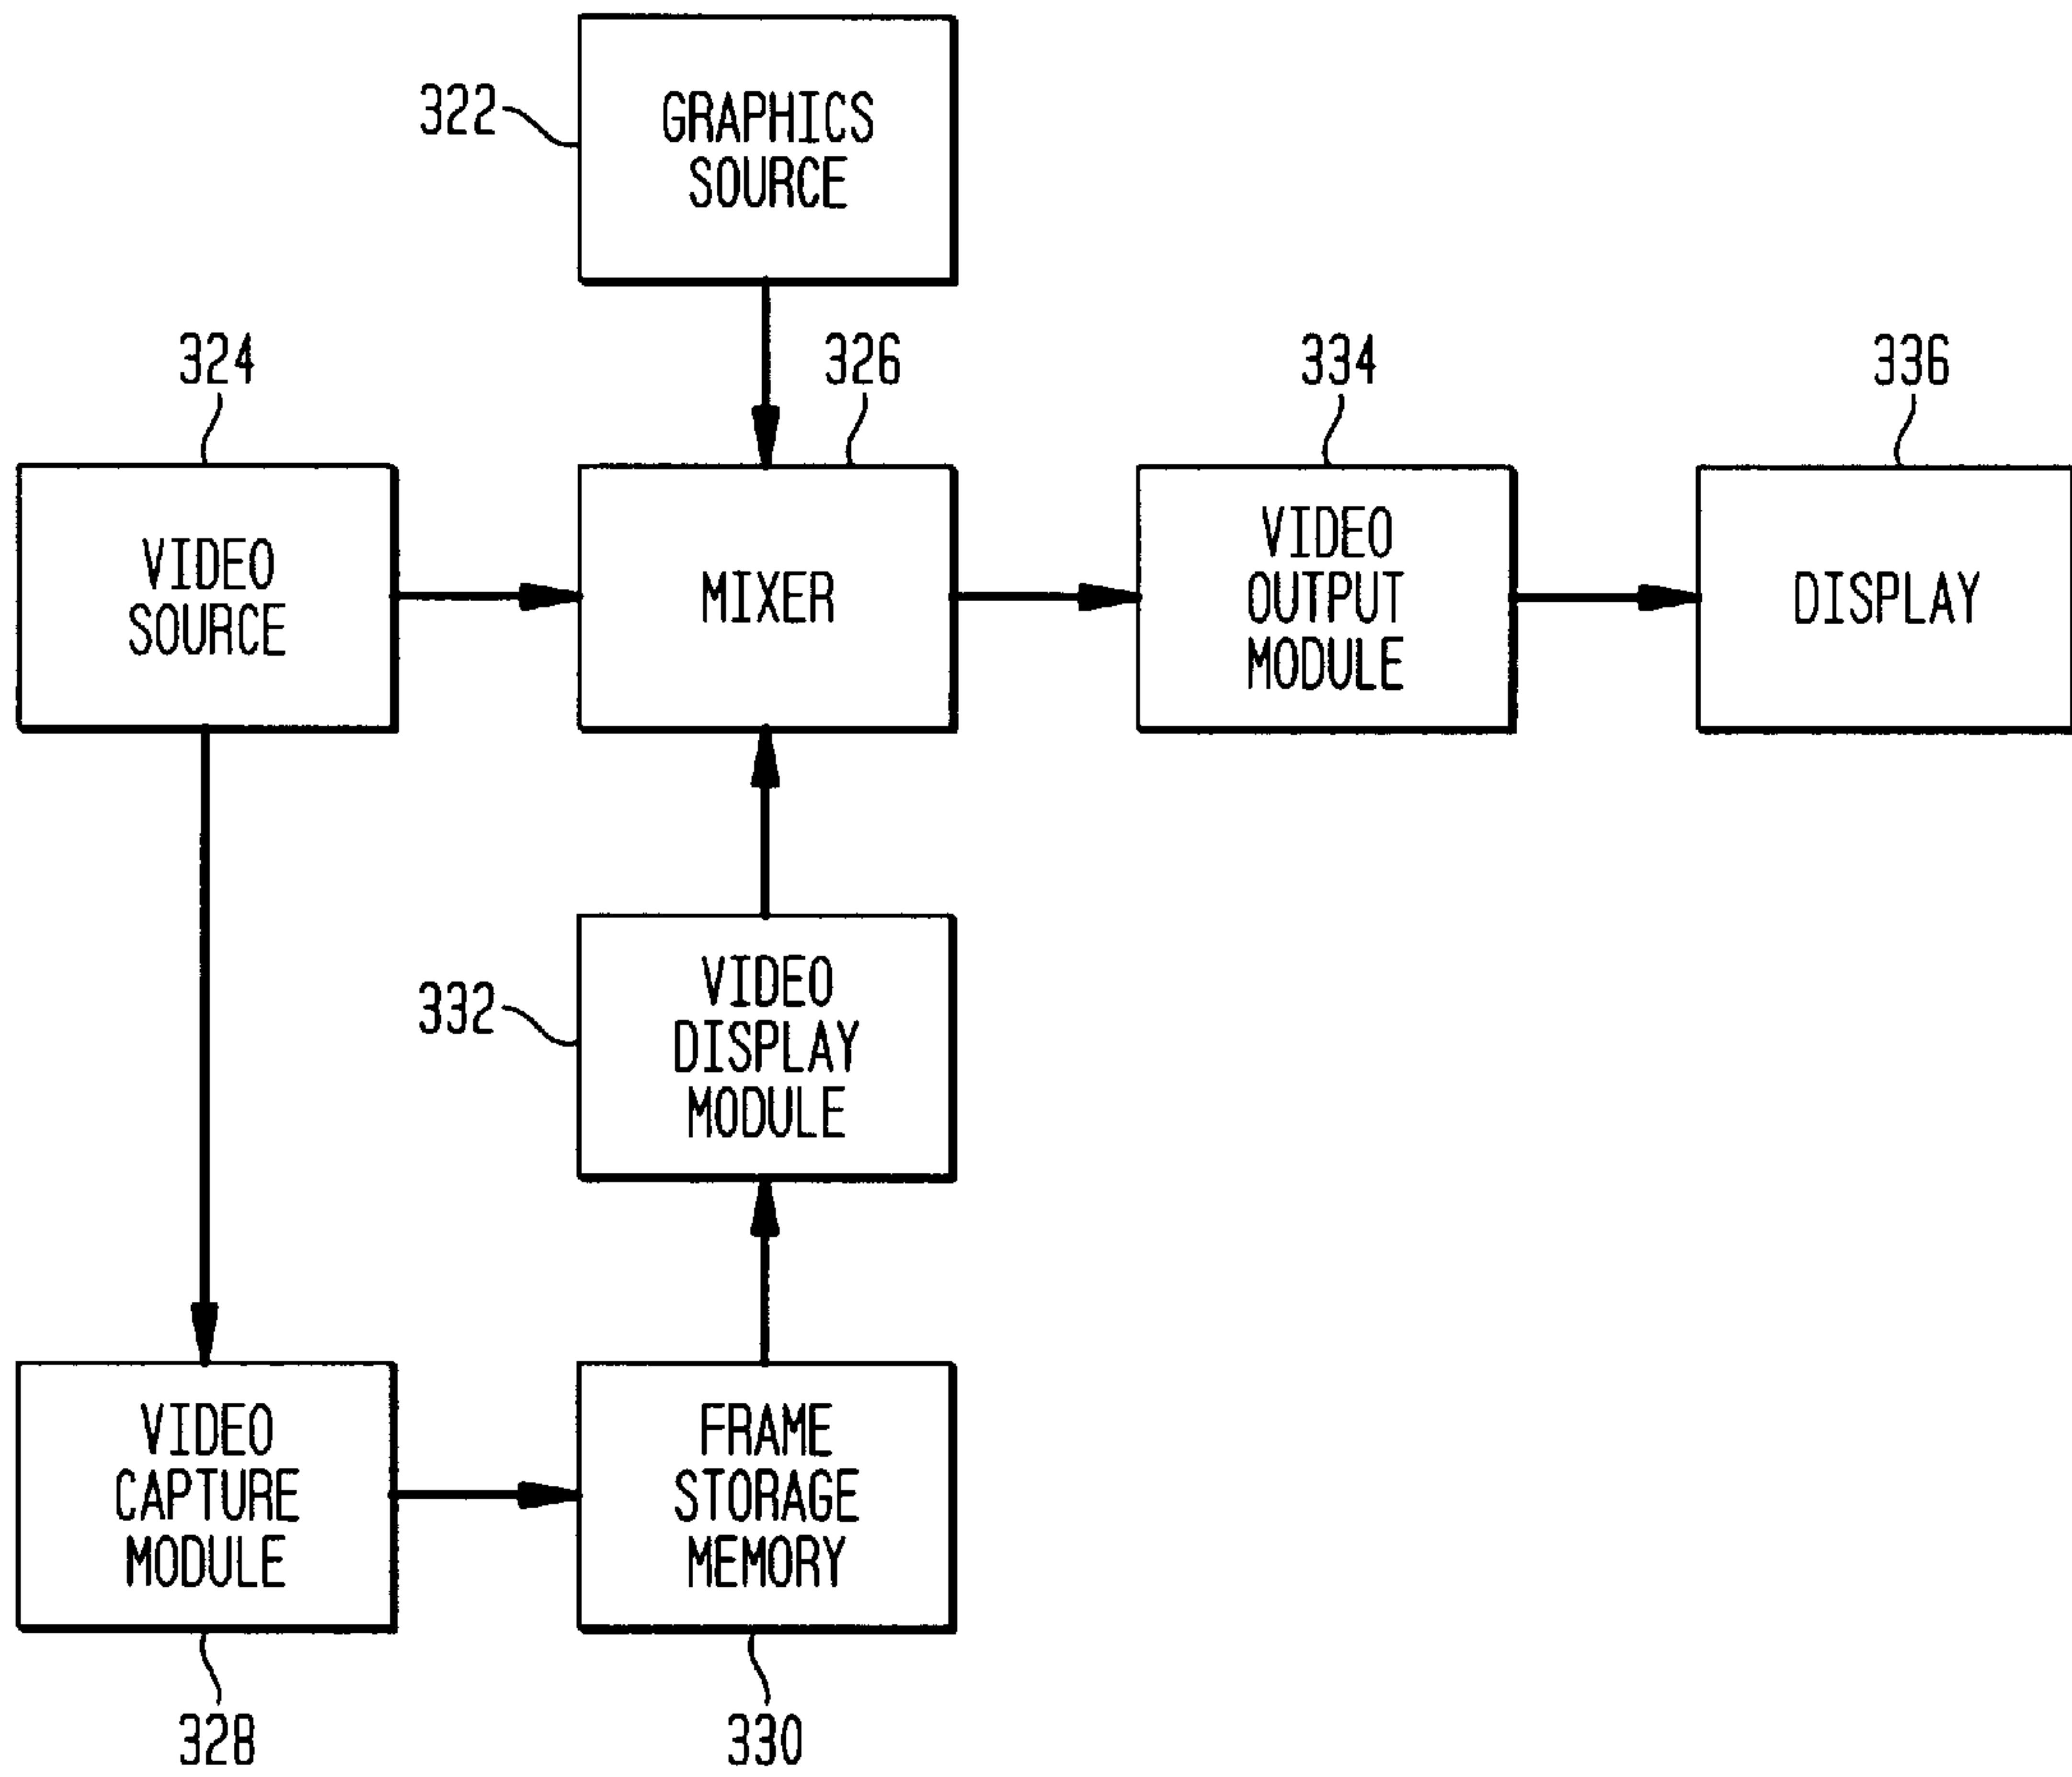 322
GRAPHICS
SOURCE
324
326
334
336
VIDEO
SOURCE
MIXER
VIDEO
OUTPUT
MODULE
DISPLAY
332
VIDEO
DISPLAY
MODULE
VIDEO
CAPTURE
MODULE
FRAME
STORAGE
MEMORY
328
330